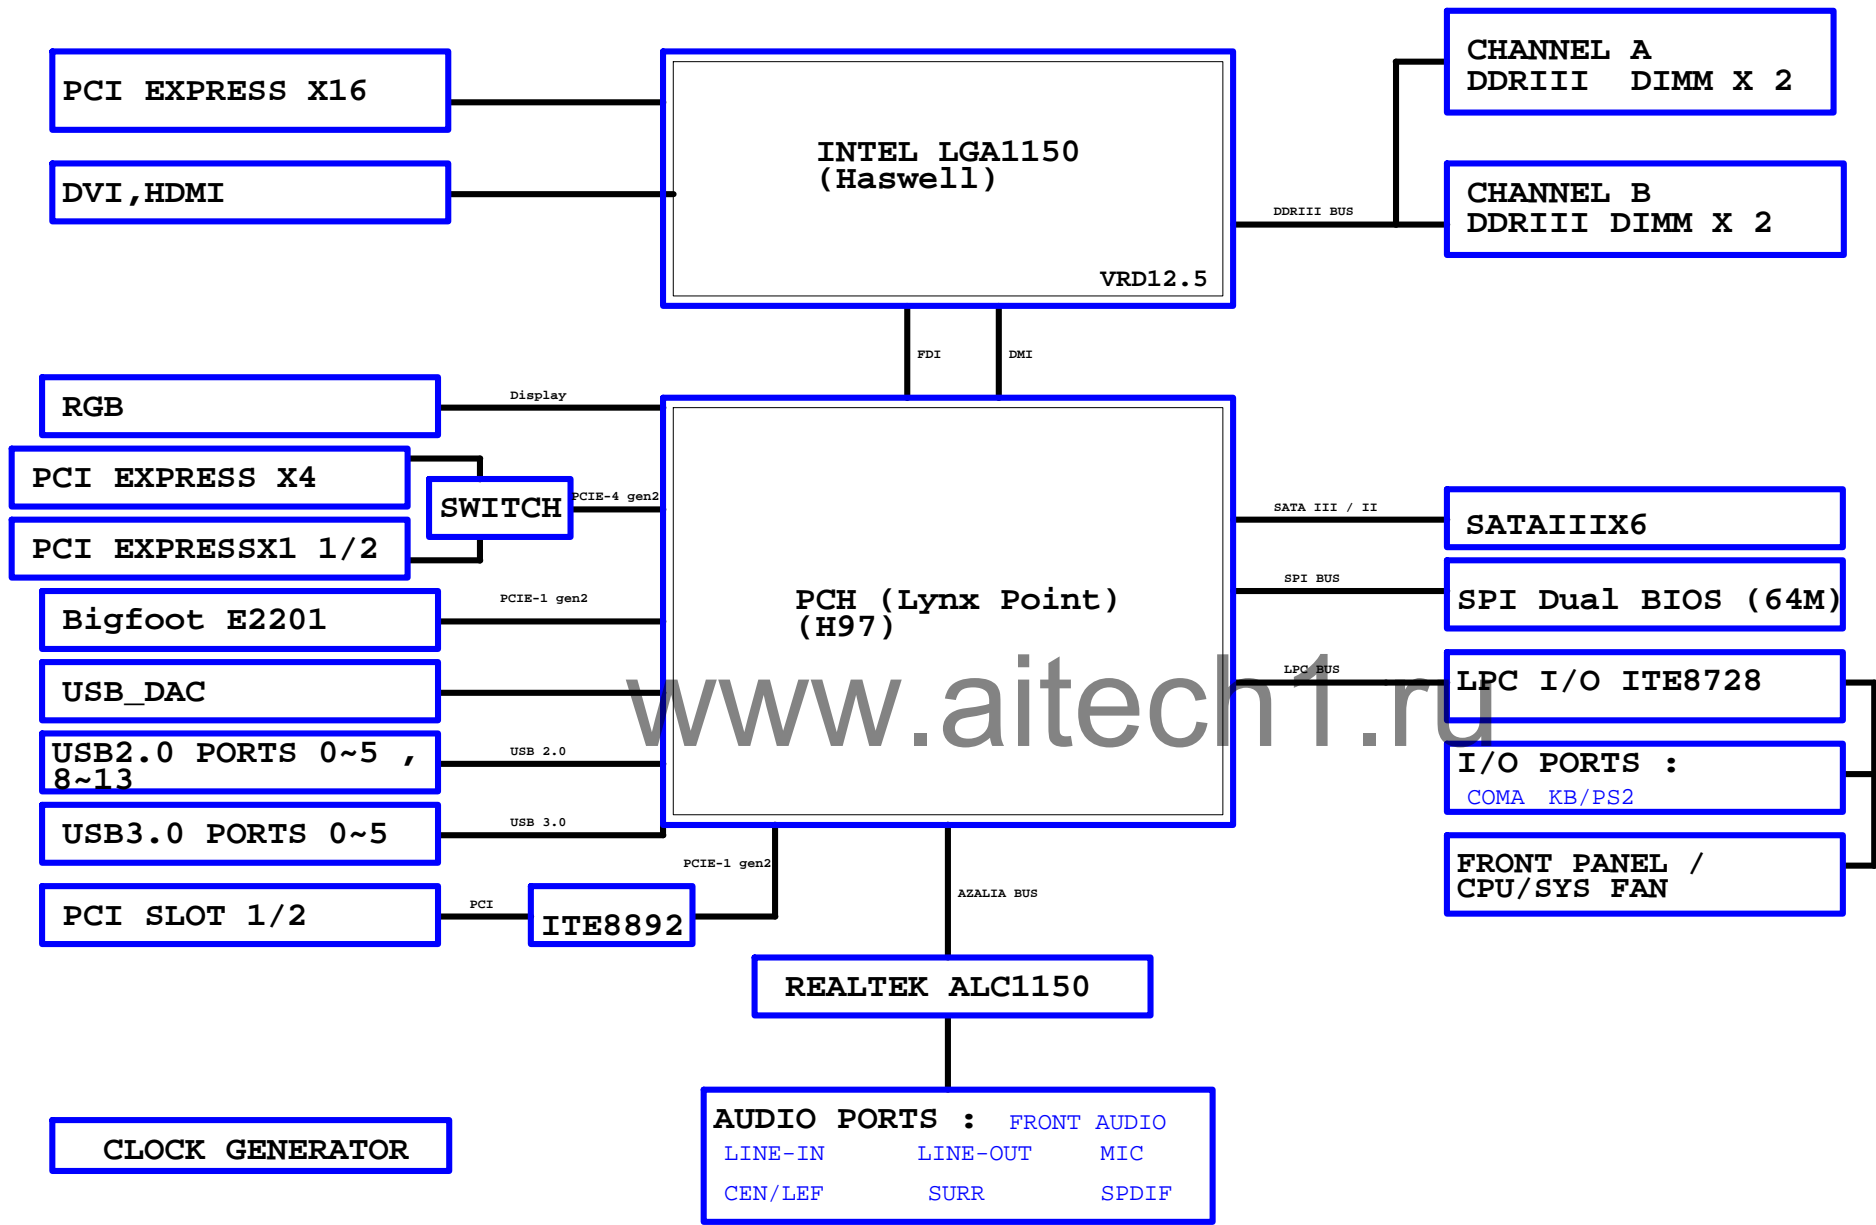 PCI EXPRESS X16
DVI,HDMI
INTEL LGA1150
(Haswell)
VRD12.5
CHANNEL A
DDRIII DIMM X 2
CHANNEL B
DDRIII DIMM X 2
DDRIII BUS
FDI
DMI
RGB
Display
PCI EXPRESS X4
SWITCH
PCIE-4 gen2
PCI EXPRESSX1 1/2
Bigfoot E2201
PCIE-1 gen2
USB_DAC
USB2.0 PORTS 0~5 ,
8~13
USB 2.0
USB3.0 PORTS 0~5
USB 3.0
PCI SLOT 1/2
PCI
ITE8892
PCIE-1 gen2
PCH (Lynx Point)
(H97)
SATA III / II
SATAIIIX6
SPI BUS
SPI Dual BIOS (64M)
LPC BUS
LPC I/O ITE8728
I/O PORTS :
COMA KB/PS2
FRONT PANEL /
CPU/SYS FAN
www.aitech1.ru
AZALIA BUS
REALTEK ALC1150
AUDIO PORTS : FRONT AUDIO
LINE-IN LINE-OUT MIC
CEN/LEF SURR SPDIF
CLOCK GENERATOR